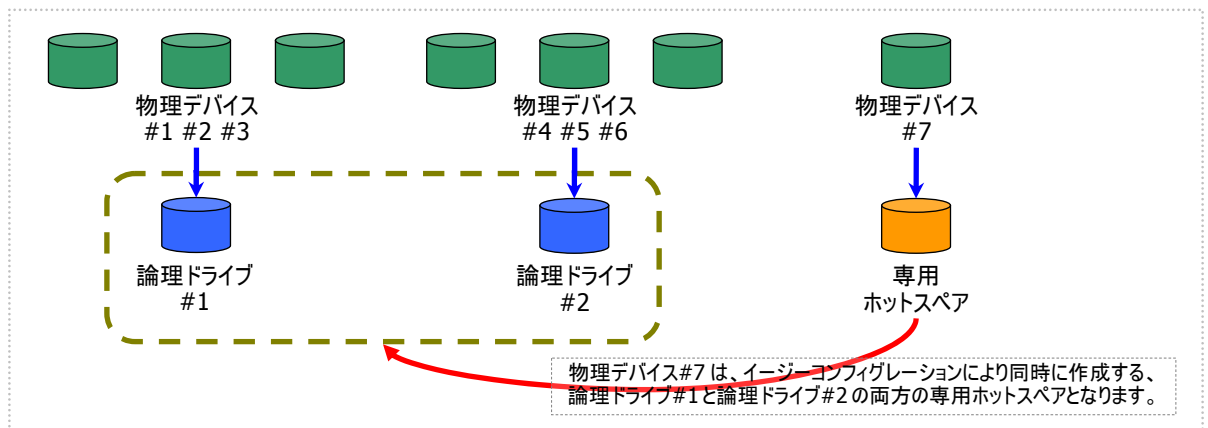 物理デバイス
#1 #2 #3
物理デバイス
#4 #5 #6
物理デバイス
#7
論理ドライブ
#1
論理ドライブ
#2
専用
ホットスペア
物理デバイス#7 は、イージーコンフィグレーションにより同時に作成する、
論理ドライブ#1と論理ドライブ#2 の両方の専用ホットスペアとなります。